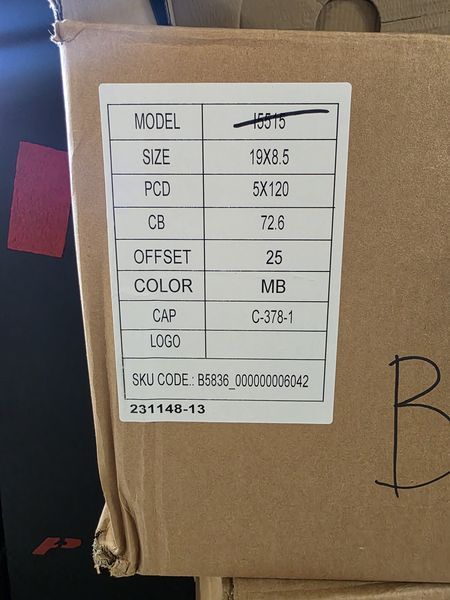 MODEL I5515
SIZE 19X8.5
PCD 5X120
CB 72.6
OFFSET 25
COLOR MB
CAP C-378-1
LOGO
SKU CODE.: B5836_000000006042
231148-13
B